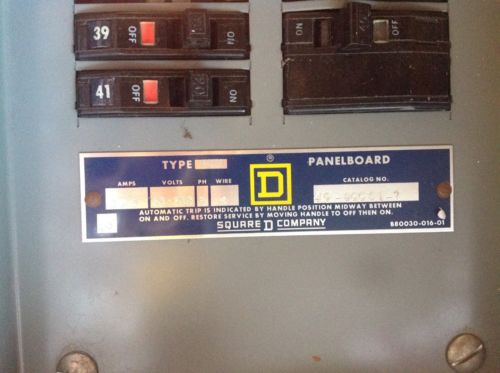 39
OFF
ON
ON
OFF
41
OFF
ON
TYPE
PANELBOARD
AMPS VOLTS PH WIRE
D
®
CATALOG NO.
AUTOMATIC TRIP IS INDICATED BY HANDLE POSITION MIDWAY BETWEEN
ON AND OFF. RESTORE SERVICE BY MOVING HANDLE TO OFF THEN ON.
SQUARE D COMPANY
B80030-016-01